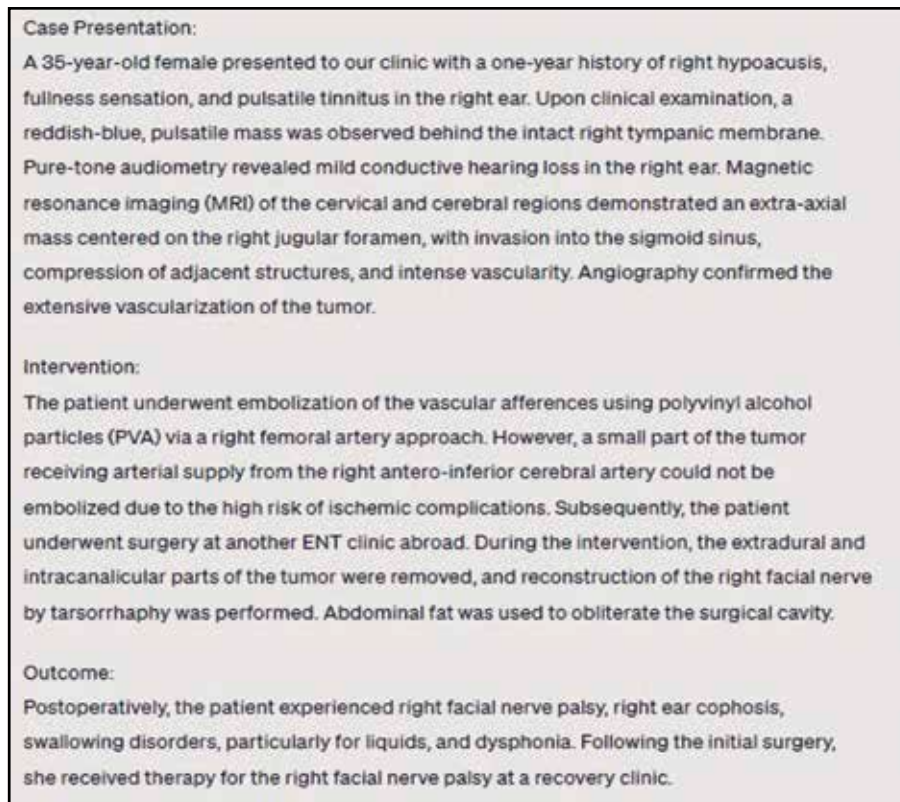 Case Presentation:
A 35-year-old female presented to our clinic with a one-year history of right hypoacusis,
fullness sensation, and pulsatile tinnitus in the right ear. Upon clinical examination, a
reddish-blue, pulsatile mass was observed behind the intact right tympanic membrane.
Pure-tone audiometry revealed mild conductive hearing loss in the right ear. Magnetic
resonance imaging (MRI) of the cervical and cerebral regions demonstrated an extra-axial
mass centered on the right jugular foramen, with invasion into the sigmoid sinus,
compression of adjacent structures, and intense vascularity. Angiography confirmed the
extensive vascularization of the tumor.
Intervention:
The patient underwent embolization of the vascular afferences using polyvinyl alcohol
particles (PVA) via a right femoral artery approach. However, a small part of the tumor
receiving arterial supply from the right antero-inferior cerebral artery could not be
embolized due to the high risk of ischemic complications. Subsequently, the patient
underwent surgery at another ENT clinic abroad. During the intervention, the extradural and
intracanalicular parts of the tumor were removed, and reconstruction of the right facial nerve
by tarsorrhaphy was performed. Abdominal fat was used to obliterate the surgical cavity.
Outcome:
Postoperatively, the patient experienced right facial nerve palsy, right ear cophosis,
swallowing disorders, particularly for liquids, and dysphonia. Following the initial surgery,
she received therapy for the right facial nerve palsy at a recovery clinic.